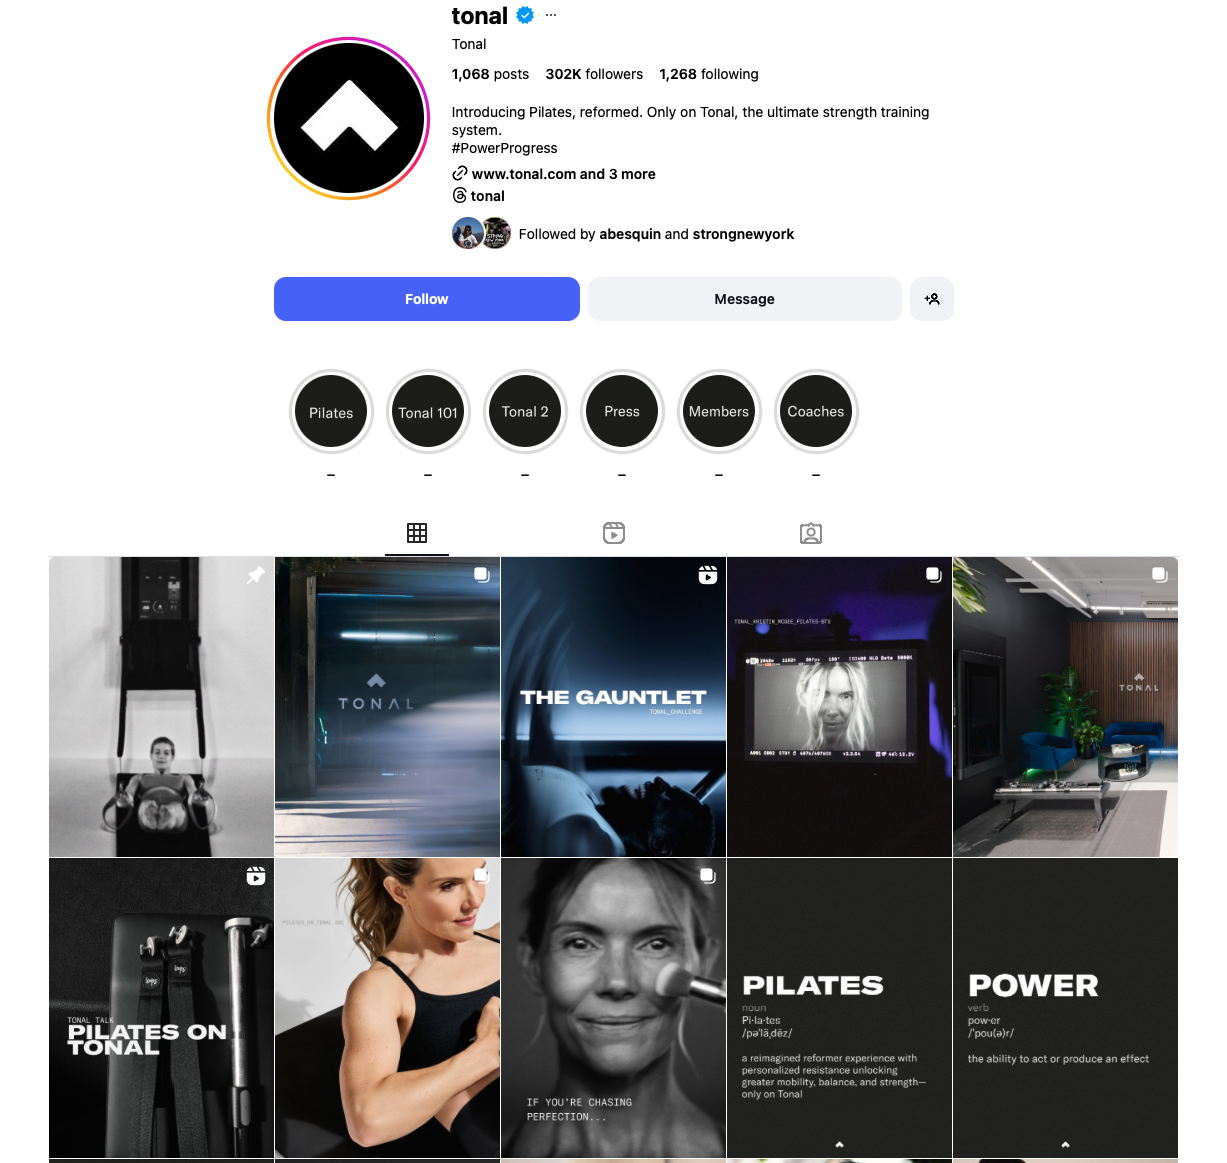 tonal
Tonal
1,068 posts 302K followers 1,268 following
Introducing Pilates, reformed. Only on Tonal, the ultimate strength training
system.
#PowerProgress
www.tonal.com and 3 more
tonal
Followed by abesquin and strongnewyork
Follow
Message
Pilates
Tonal 101
Tonal 2
Press
Members
Coaches
TONAL
THE GAUNTLET
TONAL_CHALLENGE
TONAL_KRISTIN_MCGEE_PILATES-BTS
TONAL
TONAL TALK
PILATES ON
TONAL
PILATES_ON_TONAL.001
IF YOU'RE CHASING
PERFECTION...
PILATES
noun
Pi·la·tes
/pəˈläˌdēz/
a reimagined reformer experience with
personalized resistance unlocking
greater mobility, balance, and strength—
only on Tonal
POWER
verb
pow·er
/ˈpou(ə)r/
the ability to act or produce an effect